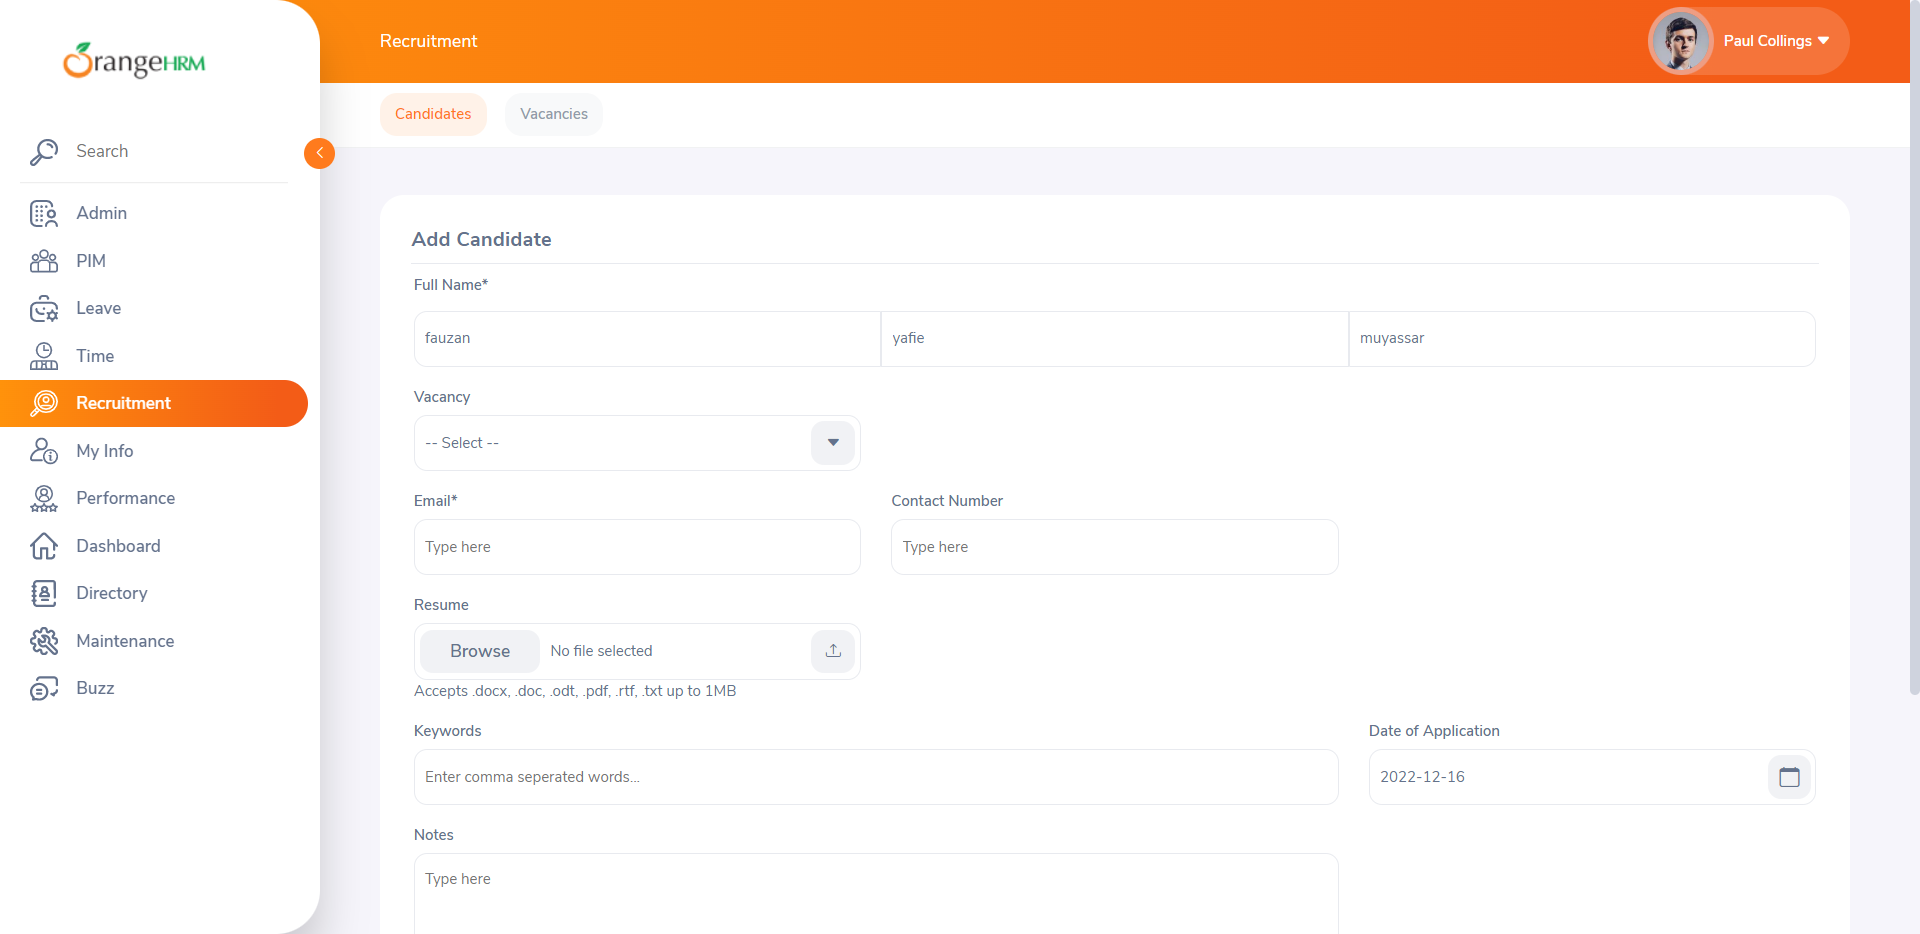 OrangeHRM
Recruitment
Paul Collings
Candidates
Vacancies
Search
Admin
PIM
Leave
Time
Recruitment
My Info
Performance
Dashboard
Directory
Maintenance
Buzz
Add Candidate
Full Name*
fauzan
yafie
muyassar
Vacancy
-- Select --
Email*
Contact Number
Type here
Type here
Resume
Browse
No file selected
Accepts .docx, .doc, .odt, .pdf, .rtf, .txt up to 1MB
Keywords
Date of Application
Enter comma seperated words...
2022-12-16
Notes
Type here